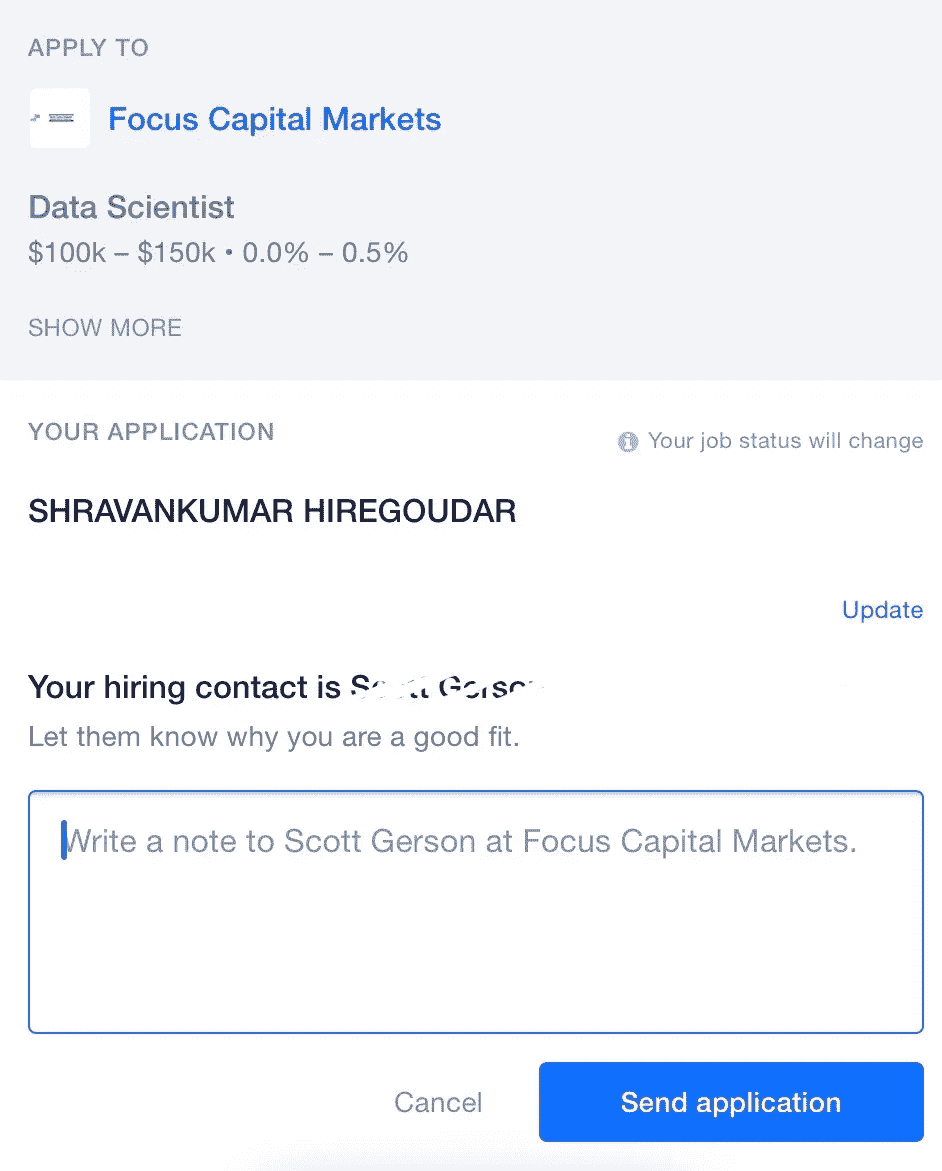 APPLY TO
Focus Capital Markets
Data Scientist
$100k – $150k • 0.0% – 0.5%
SHOW MORE
YOUR APPLICATION
Your job status will change
SHRAVANKUMAR HIREGOUDAR
Update
Your hiring contact is
Let them know why you are a good fit.
Write a note to Scott Gerson at Focus Capital Markets.
Cancel
Send application